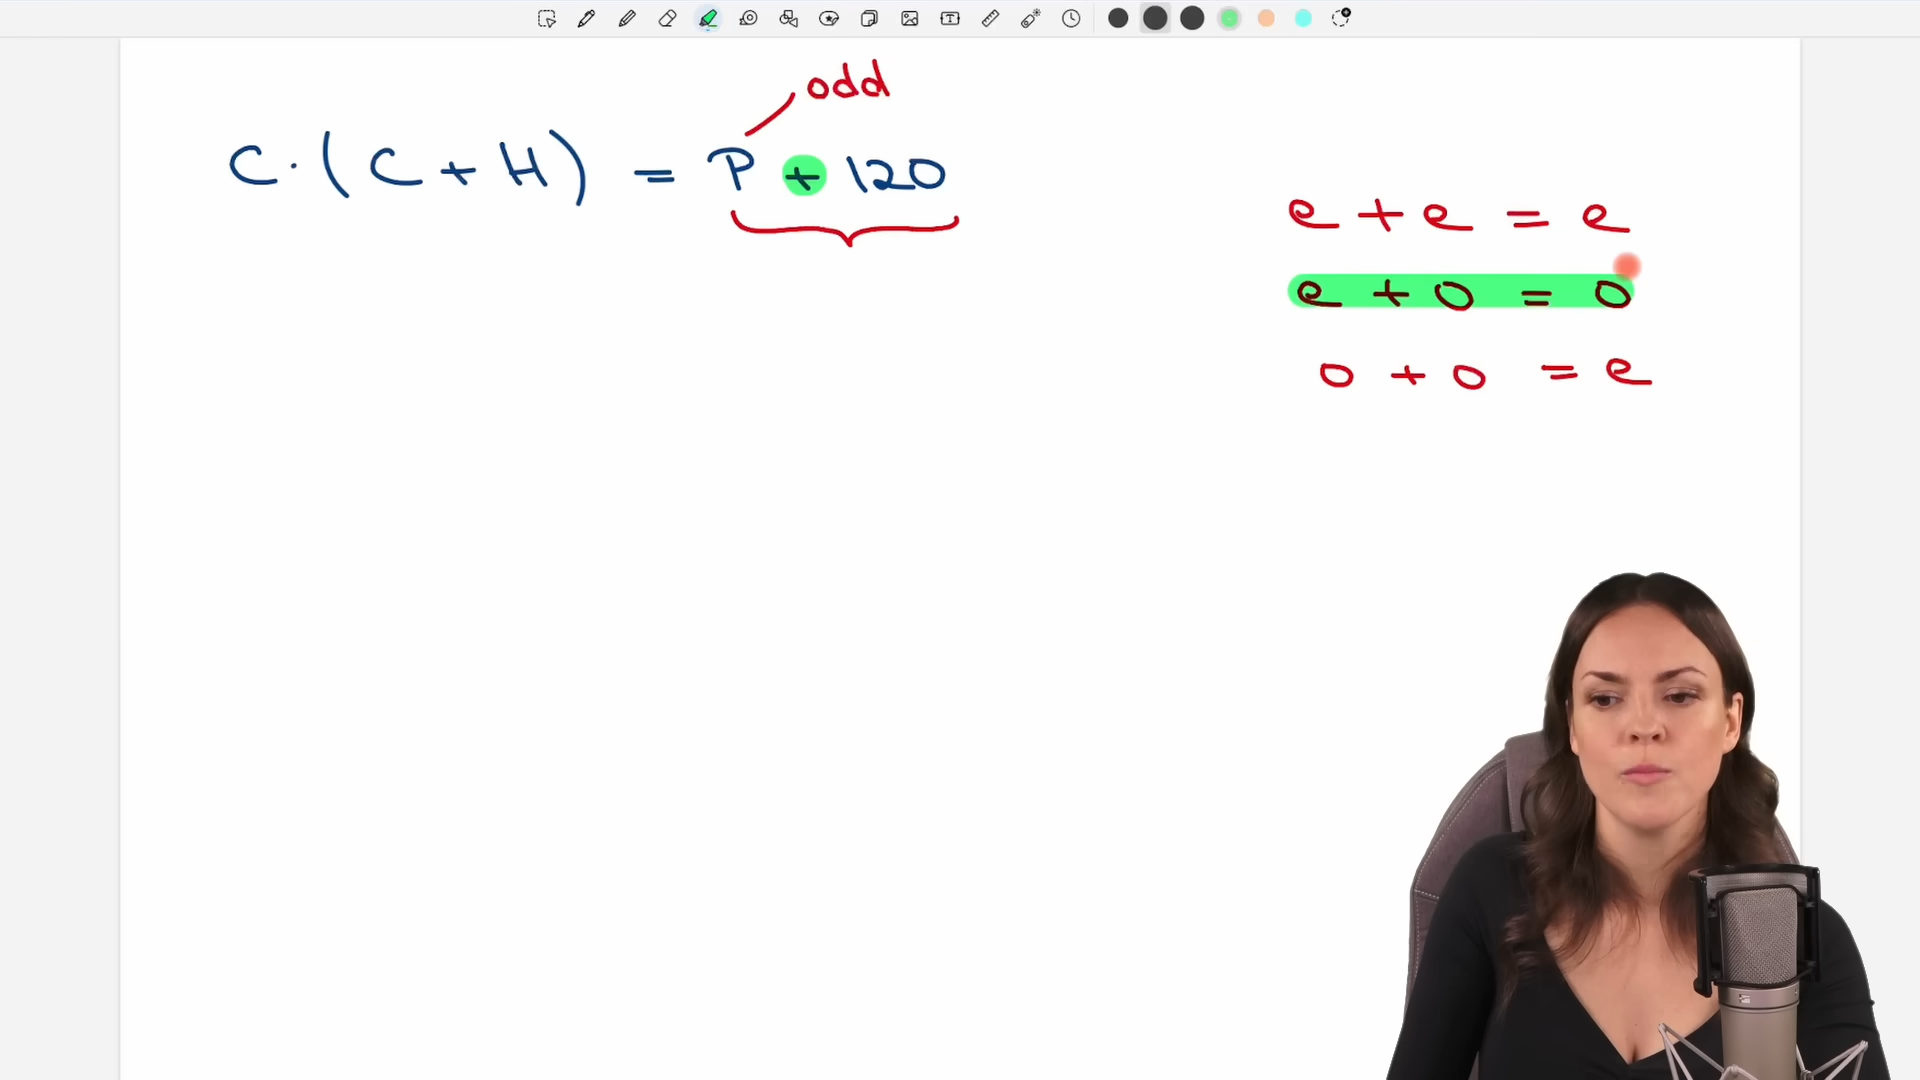 odd
C · ( C + H ) = P + 120
e + e = e
e + o = o
o + o = e